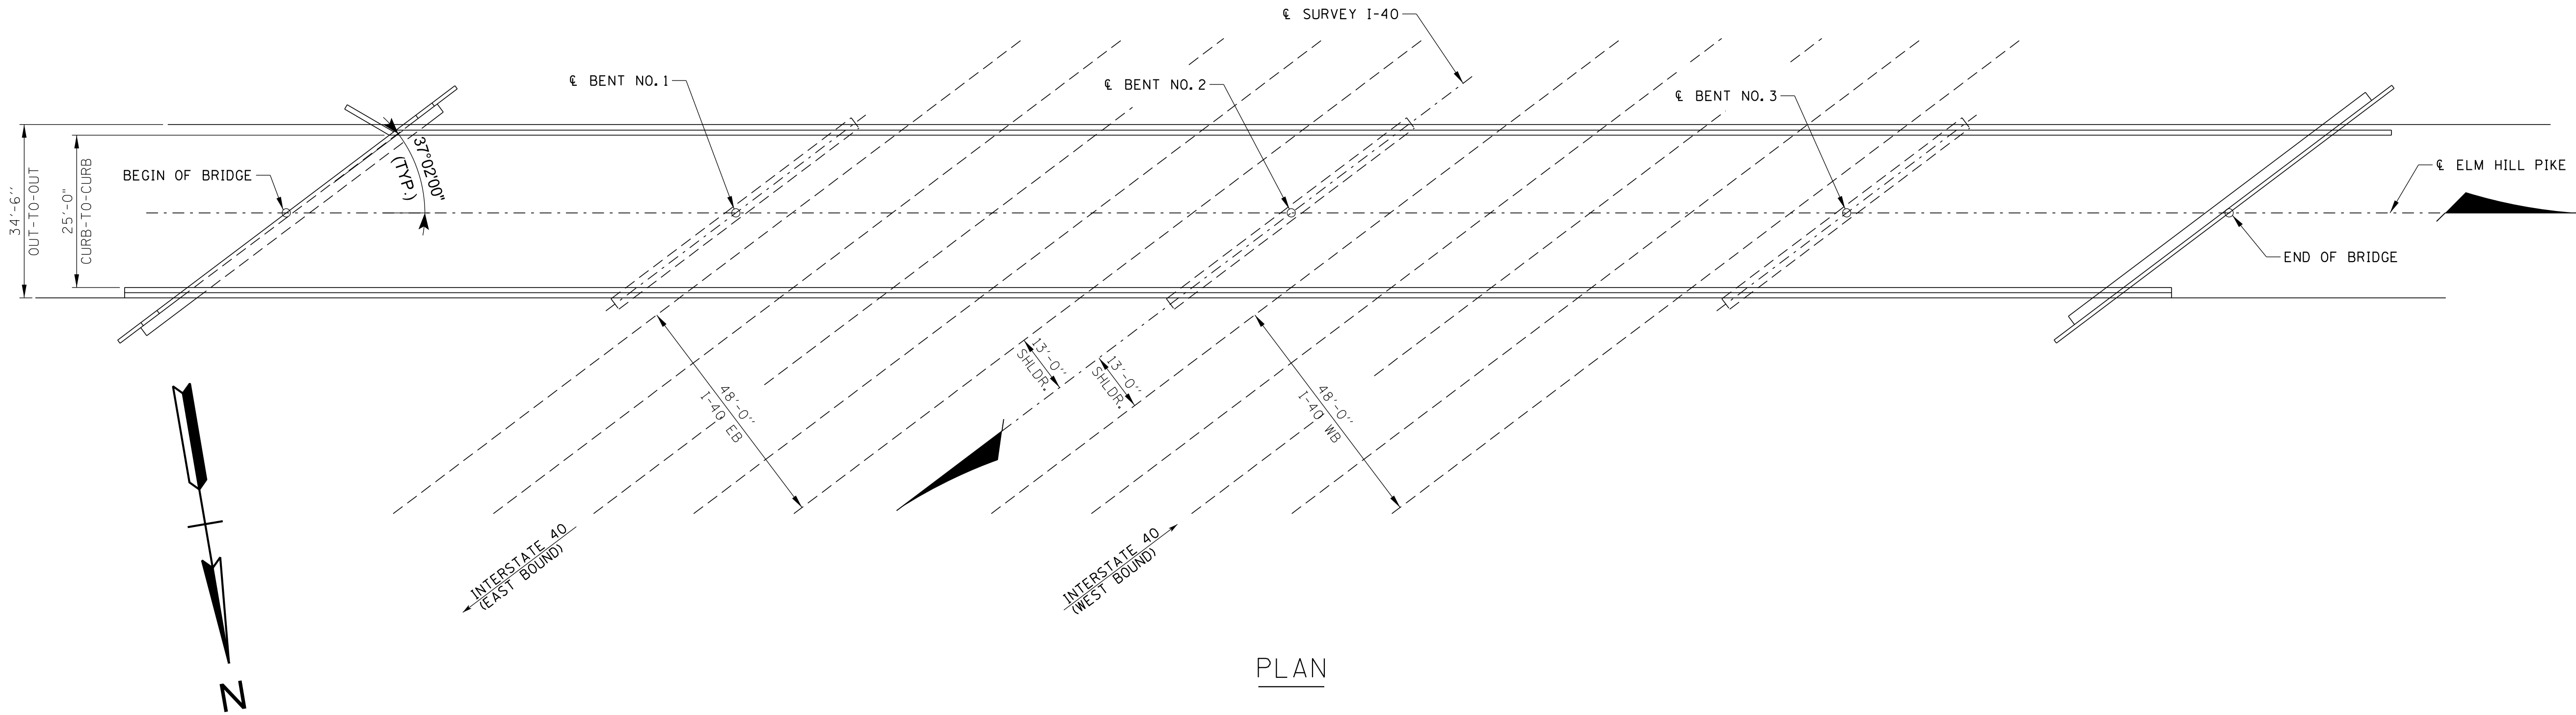 ℄ SURVEY I-40
℄ BENT NO. 1
℄ BENT NO. 2
℄ BENT NO. 3
34'-6''
OUT-TO-OUT
25'-0"
CURB-TO-CURB
BEGIN OF BRIDGE
37°02'00"
(TYP.)
℄ ELM HILL PIKE
END OF BRIDGE
13'-0''
SHLDR.
13'-0''
SHLDR.
48'-0''
I-40 EB
48'-0''
I-40 WB
INTERSTATE 40
(EAST BOUND)
INTERSTATE 40
(WEST BOUND)
N
PLAN